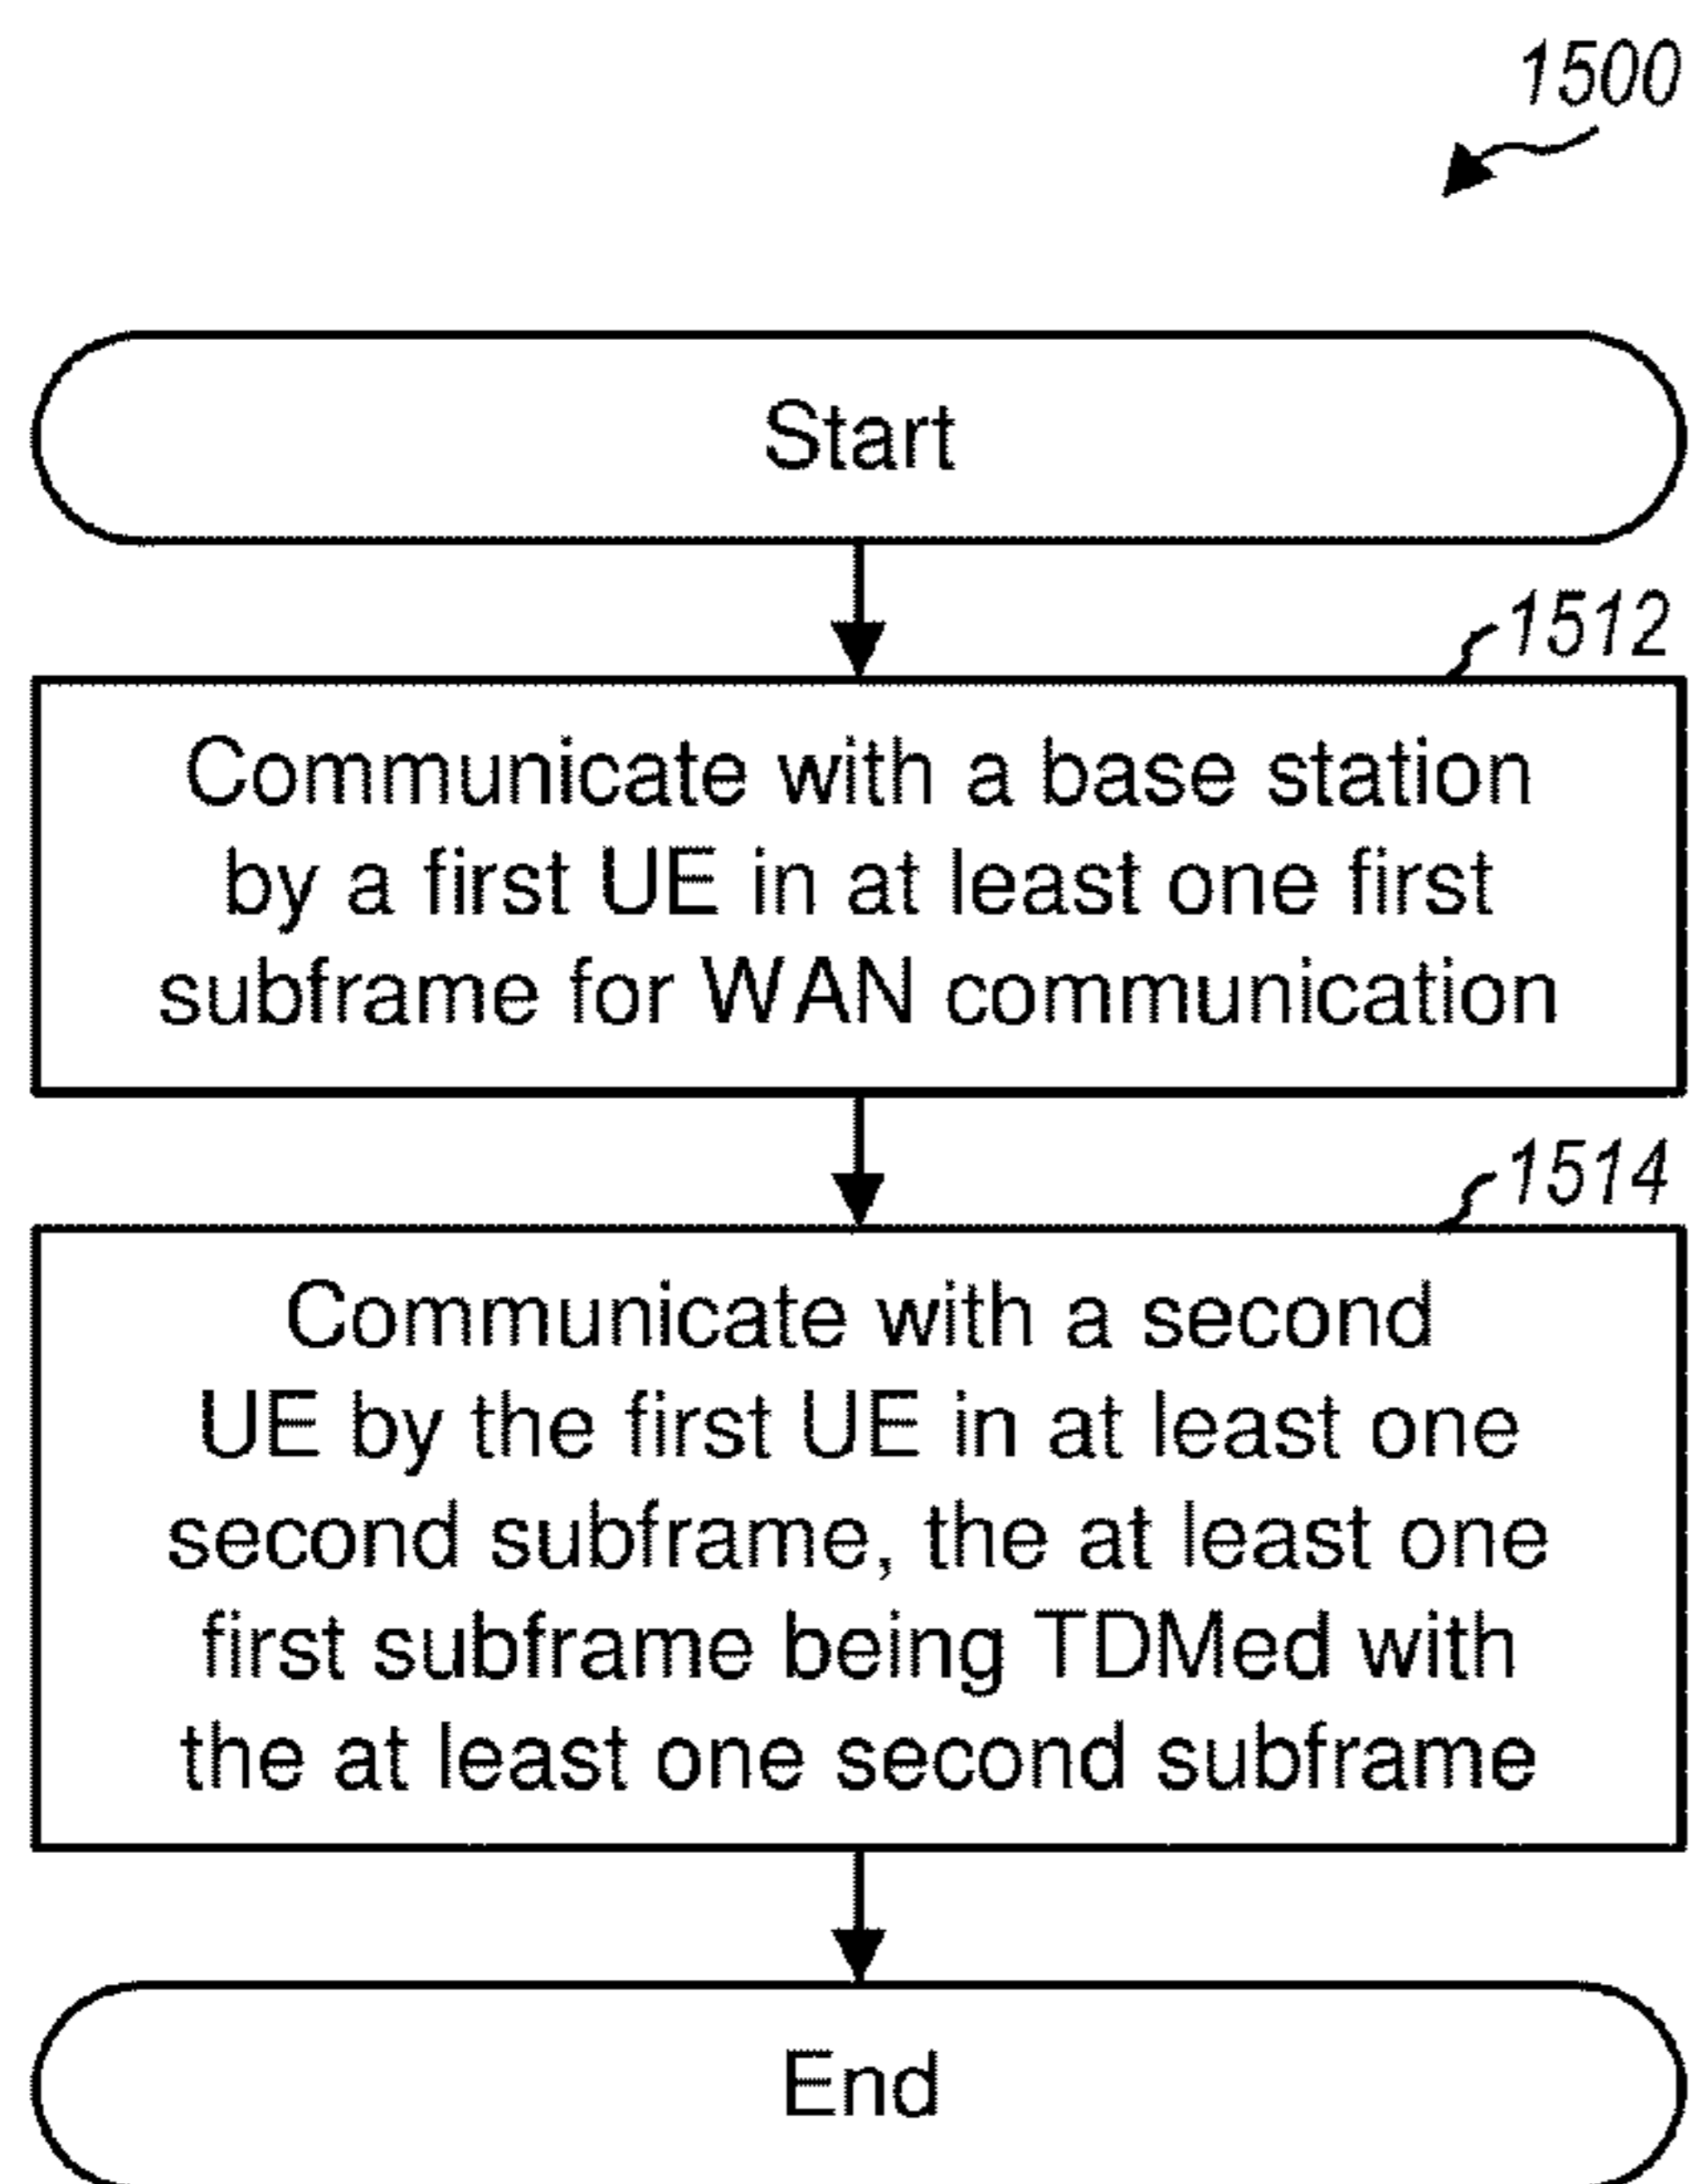 1500
Start
1512
Communicate with a base station
by a first UE in at least one first
subframe for WAN communication
1514
Communicate with a second
UE by the first UE in at least one
second subframe, the at least one
first subframe being TDMed with
the at least one second subframe
End